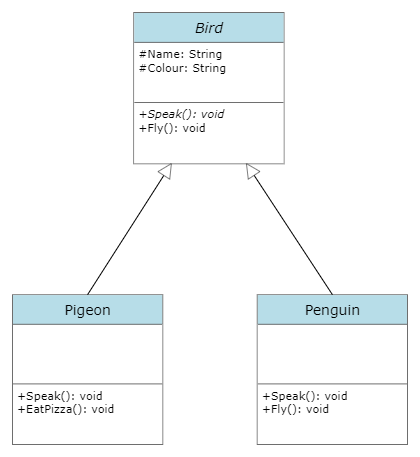 Bird
#Name: String
#Colour: String
+Speak(): void
+Fly(): void
Pigeon
+Speak(): void
+EatPizza(): void
Penguin
+Speak(): void
+Fly(): void